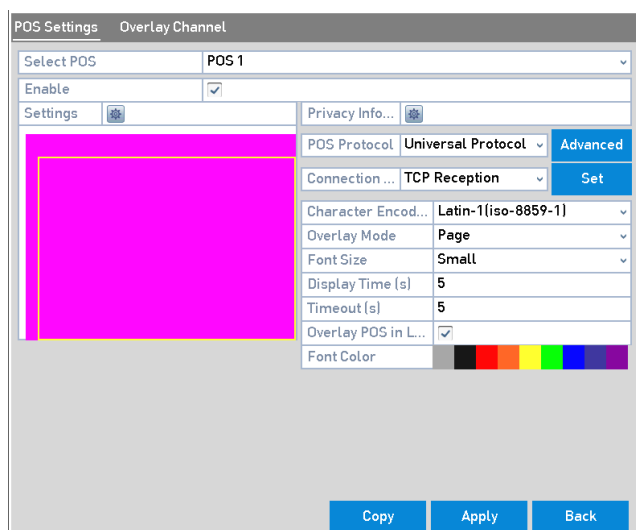 POS Settings Overlay Channel
Select POS POS 1
Enable
Settings Privacy Info...
POS Protocol Universal Protocol Advanced
Connection ... TCP Reception Set
Character Encod... Latin-1(iso-8859-1)
Overlay Mode Page
Font Size Small
Display Time (s) 5
Timeout (s) 5
Overlay POS in L...
Font Color
Copy Apply Back